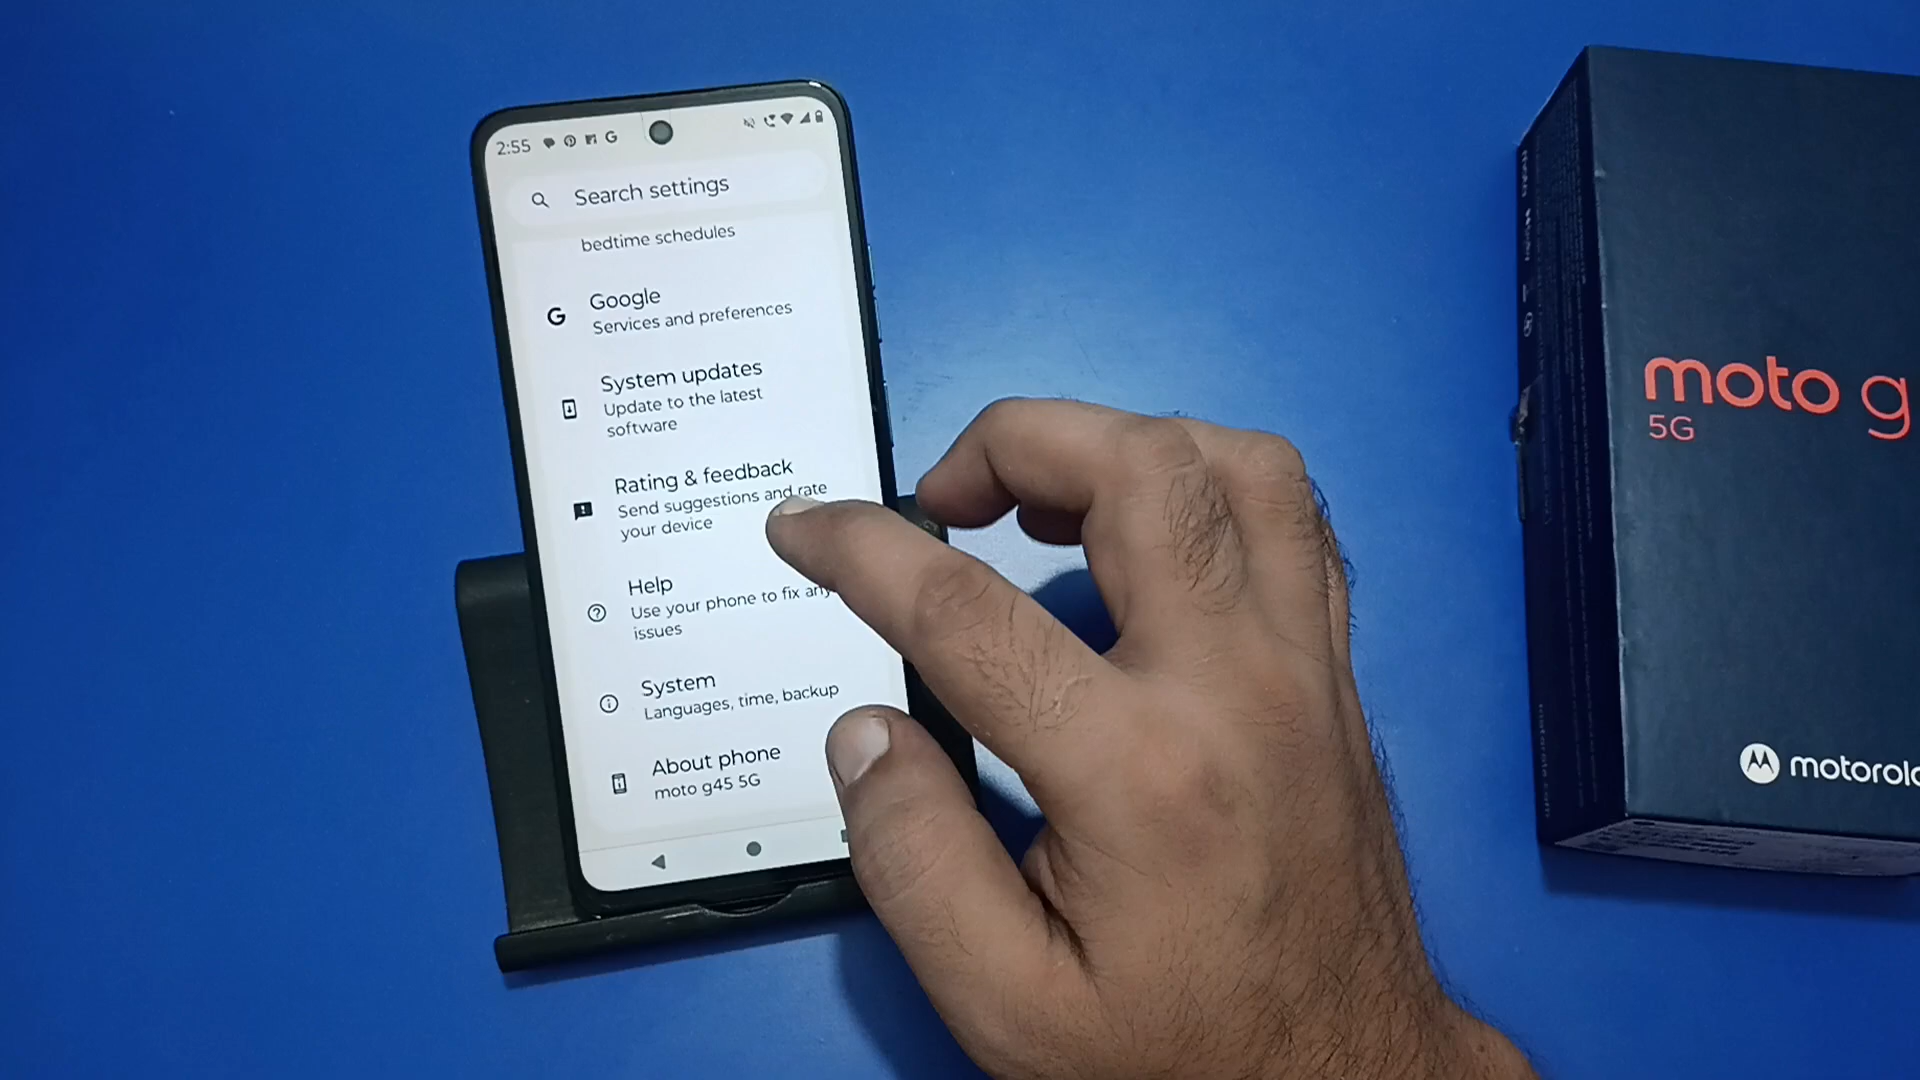 2:55
Search settings
bedtime schedules
Google
Services and preferences
System updates
Update to the latest
software
Rating & feedback
Send suggestions and rate
your device
Help
Use your phone to fix any
issues
System
Languages, time, backup
About phone
moto g45 5G
moto g
5G
motorola